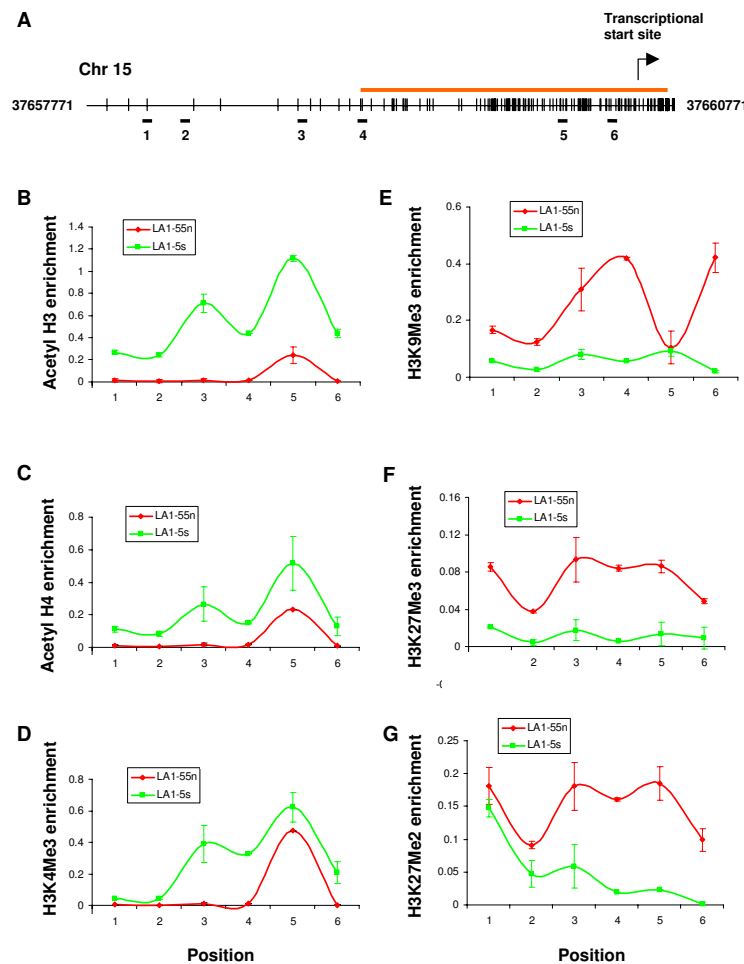 A
Transcriptional
start site
Chr 15
37657771
37660771
1 2 3 4 5 6
B
Acetyl H3 enrichment
LA1-55n
LA1-5s
1.4
1.2
1
0.8
0.6
0.4
0.2
0
1 2 3 4 5 6
E
H3K9Me3 enrichment
LA1-55n
LA1-5s
0.6
0.4
0.2
0
1 2 3 4 5 6
C
Acetyl H4 enrichment
LA1-55n
LA1-5s
0.8
0.6
0.4
0.2
0
1 2 3 4 5 6
F
H3K27Me3 enrichment
LA1-55n
LA1-5s
0.16
0.12
0.08
0.04
0
2 3 4 5 6
D
H3K4Me3 enrichment
LA1-55n
LA1-5s
0.8
0.6
0.4
0.2
0
1 2 3 4 5 6
Position
G
H3K27Me2 enrichment
LA1-55n
LA1-5s
0.25
0.2
0.15
0.1
0.05
0
1 2 3 4 5 6
Position